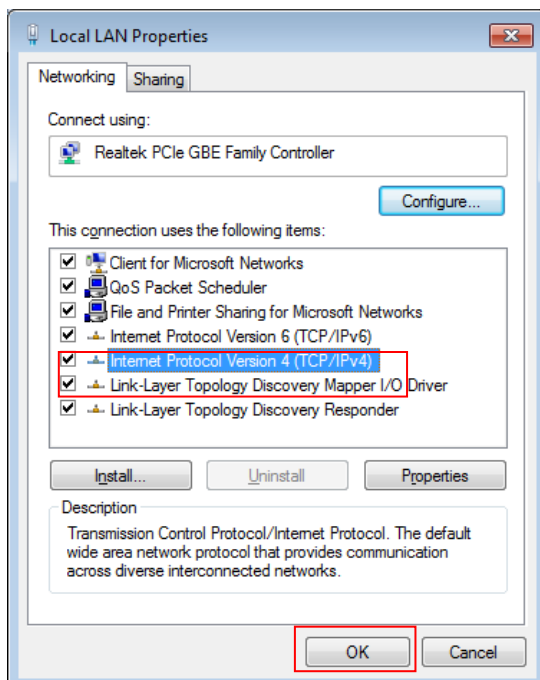 Local LAN Properties
Networking Sharing
Connect using:
Realtek PCIe GBE Family Controller
Configure...
This connection uses the following items:
Client for Microsoft Networks
QoS Packet Scheduler
File and Printer Sharing for Microsoft Networks
Internet Protocol Version 6 (TCP/IPv6)
Internet Protocol Version 4 (TCP/IPv4)
Link-Layer Topology Discovery Mapper I/O Driver
Link-Layer Topology Discovery Responder
Install... Uninstall Properties
Description
Transmission Control Protocol/Internet Protocol. The default
wide area network protocol that provides communication
across diverse interconnected networks.
OK Cancel